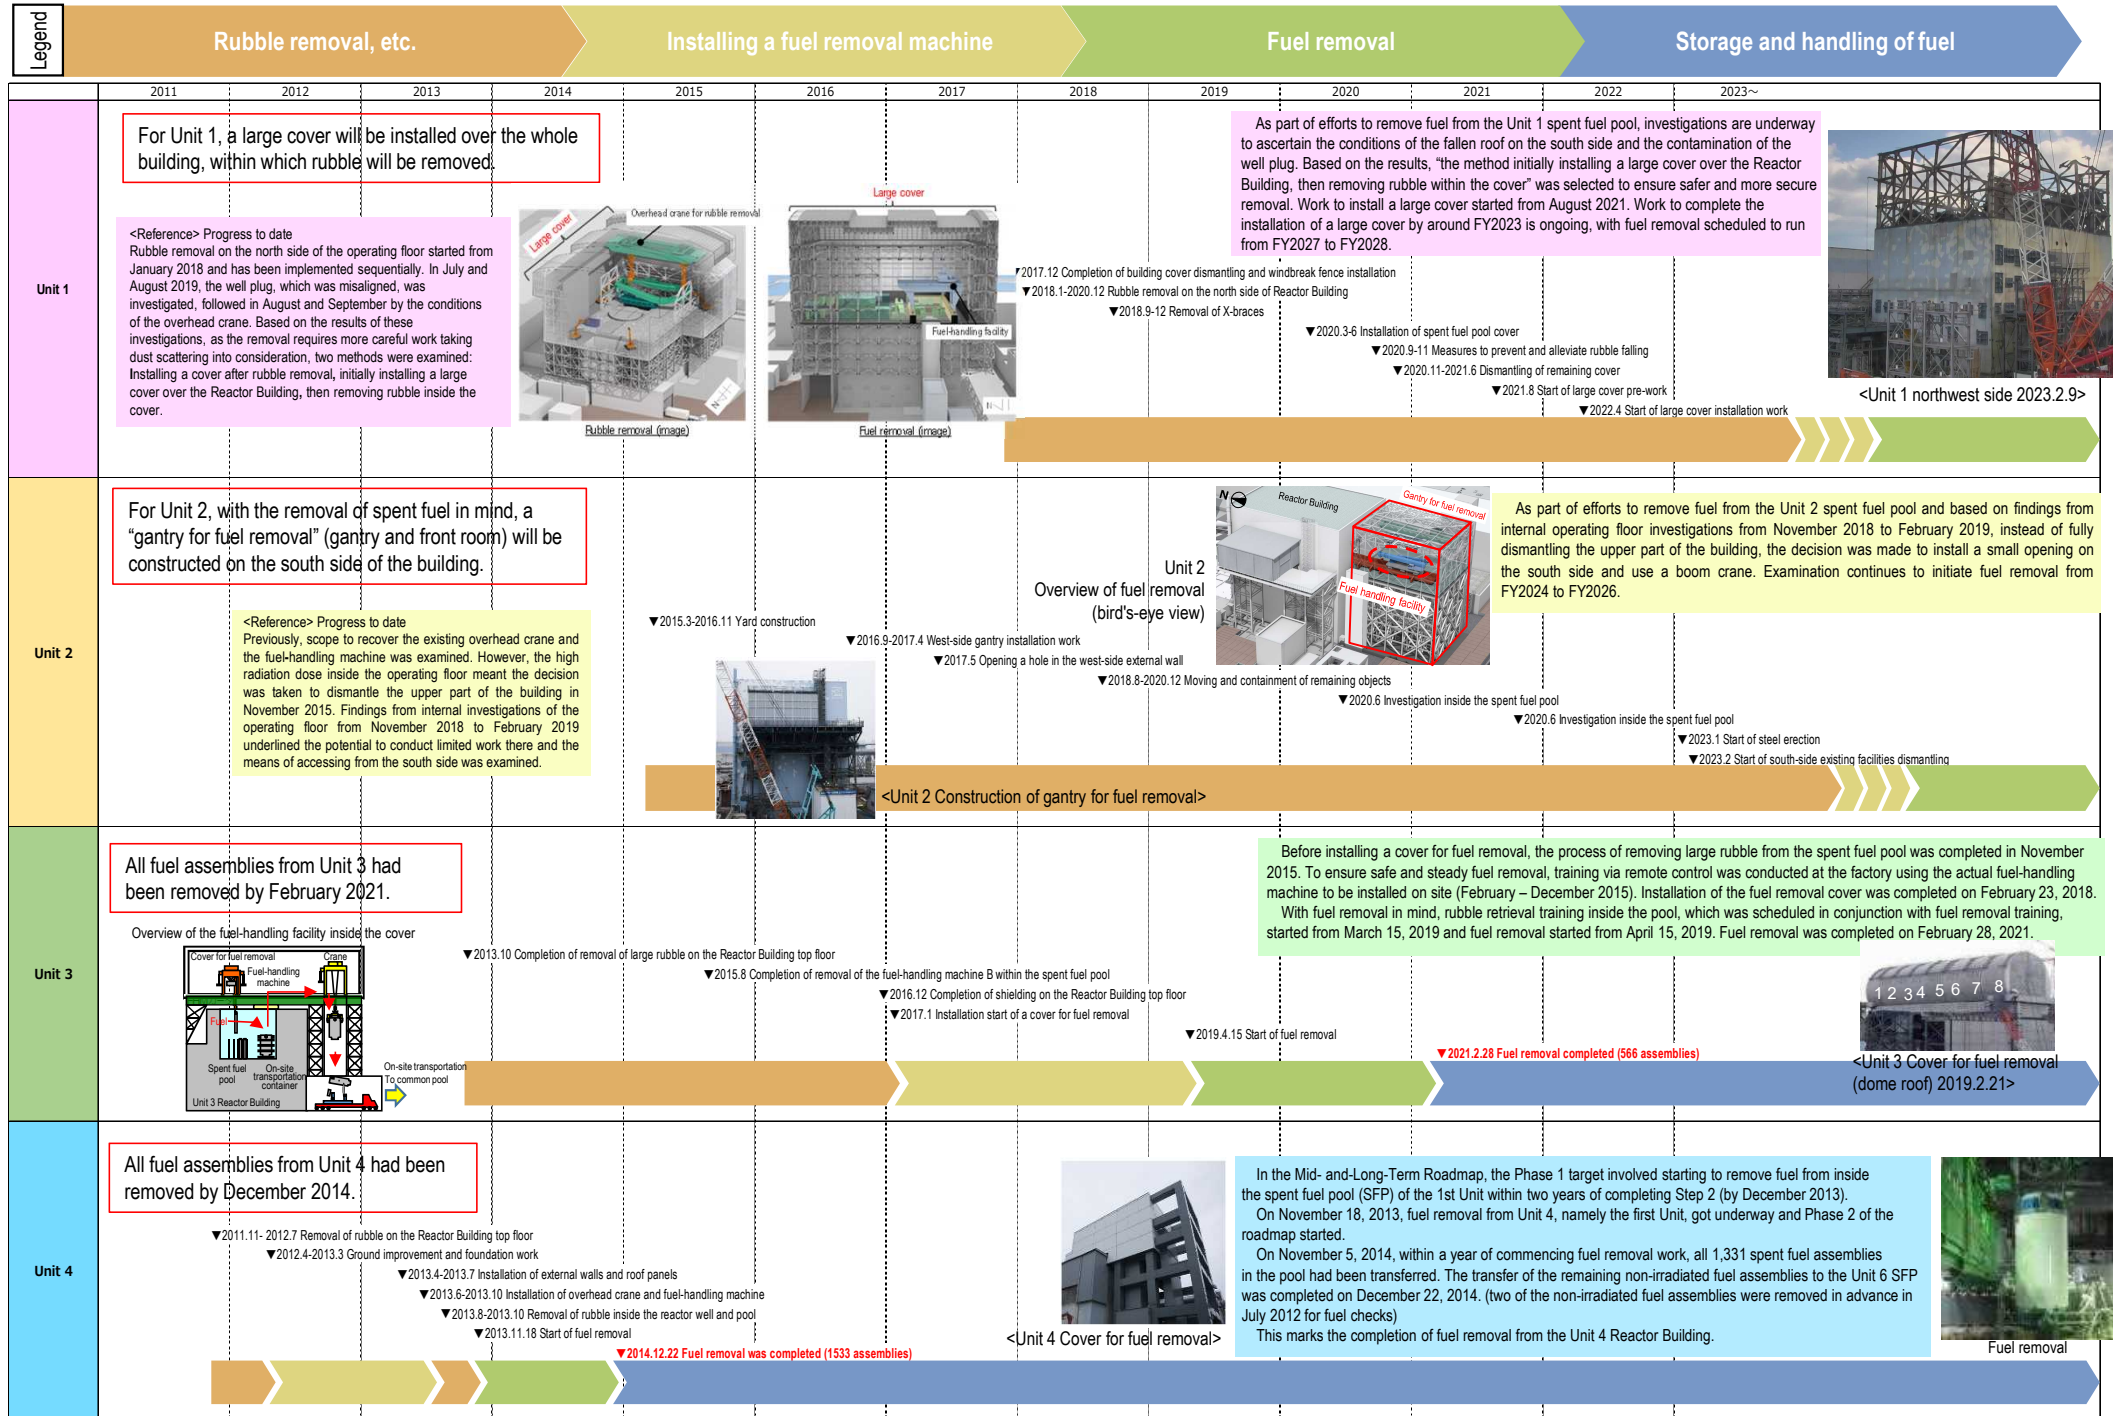 Legend
Rubble removal, etc.
Installing a fuel removal machine
Fuel removal
Storage and handling of fuel
2011
2012
2013
2014
2015
2016
2017
2018
2019
2020
2021
2022
2023～
Unit 1
For Unit 1, a large cover will be installed over the whole
building, within which rubble will be removed.
<Reference> Progress to date
Rubble removal on the north side of the operating floor started from
January 2018 and has been implemented sequentially. In July and
August 2019, the well plug, which was misaligned, was
investigated, followed in August and September by the conditions
of the overhead crane. Based on the results of these
investigations, as the removal requires more careful work taking
dust scattering into consideration, two methods were examined:
Installing a cover after rubble removal, initially installing a large
cover over the Reactor Building, then removing rubble inside the
cover.
Large cover
Overhead crane for rubble removal
N
Rubble removal (image)
Large cover
Fuel-handling facility
N
Fuel removal (image)
As part of efforts to remove fuel from the Unit 1 spent fuel pool, investigations are underway
to ascertain the conditions of the fallen roof on the south side and the contamination of the
well plug. Based on the results, “the method initially installing a large cover over the Reactor
Building, then removing rubble within the cover” was selected to ensure safer and more secure
removal. Work to install a large cover started from August 2021. Work to complete the
installation of a large cover by around FY2023 is ongoing, with fuel removal scheduled to run
from FY2027 to FY2028.
▼2017.12 Completion of building cover dismantling and windbreak fence installation
▼2018.1-2020.12 Rubble removal on the north side of Reactor Building
▼2018.9-12 Removal of X-braces
▼2020.3-6 Installation of spent fuel pool cover
▼2020.9-11 Measures to prevent and alleviate rubble falling
▼2020.11-2021.6 Dismantling of remaining cover
▼2021.8 Start of large cover pre-work
▼2022.4 Start of large cover installation work
<Unit 1 northwest side 2023.2.9>
Unit 2
For Unit 2, with the removal of spent fuel in mind, a
“gantry for fuel removal” (gantry and front room) will be
constructed on the south side of the building.
<Reference> Progress to date
Previously, scope to recover the existing overhead crane and
the fuel-handling machine was examined. However, the high
radiation dose inside the operating floor meant the decision
was taken to dismantle the upper part of the building in
November 2015. Findings from internal investigations of the
operating floor from November 2018 to February 2019
underlined the potential to conduct limited work there and the
means of accessing from the south side was examined.
Unit 2
Overview of fuel removal
(bird's-eye view)
N
Reactor Building
Gantry for fuel removal
Fuel handling facility
As part of efforts to remove fuel from the Unit 2 spent fuel pool and based on findings from
internal operating floor investigations from November 2018 to February 2019, instead of fully
dismantling the upper part of the building, the decision was made to install a small opening on
the south side and use a boom crane. Examination continues to initiate fuel removal from
FY2024 to FY2026.
▼2015.3-2016.11 Yard construction
▼2016.9-2017.4 West-side gantry installation work
▼2017.5 Opening a hole in the west-side external wall
▼2018.8-2020.12 Moving and containment of remaining objects
▼2020.6 Investigation inside the spent fuel pool
▼2020.6 Investigation inside the spent fuel pool
▼2023.1 Start of steel erection
▼2023.2 Start of south-side existing facilities dismantling
<Unit 2 Construction of gantry for fuel removal>
Unit 3
All fuel assemblies from Unit 3 had
been removed by February 2021.
Overview of the fuel-handling facility inside the cover
Cover for fuel removal
Crane
Fuel-handling
machine
Fuel
Spent fuel
pool
On-site
transportation
container
Unit 3 Reactor Building
On-site transportation
To common pool
Before installing a cover for fuel removal, the process of removing large rubble from the spent fuel pool was completed in November
2015. To ensure safe and steady fuel removal, training via remote control was conducted at the factory using the actual fuel-handling
machine to be installed on site (February – December 2015). Installation of the fuel removal cover was completed on February 23, 2018.
With fuel removal in mind, rubble retrieval training inside the pool, which was scheduled in conjunction with fuel removal training,
started from March 15, 2019 and fuel removal started from April 15, 2019. Fuel removal was completed on February 28, 2021.
▼2013.10 Completion of removal of large rubble on the Reactor Building top floor
▼2015.8 Completion of removal of the fuel-handling machine B within the spent fuel pool
▼2016.12 Completion of shielding on the Reactor Building top floor
▼2017.1 Installation start of a cover for fuel removal
▼2019.4.15 Start of fuel removal
▼2021.2.28 Fuel removal completed (566 assemblies)
1 2 3 4 5 6 7 8
<Unit 3 Cover for fuel removal
(dome roof) 2019.2.21>
Unit 4
All fuel assemblies from Unit 4 had been
removed by December 2014.
▼2011.11- 2012.7 Removal of rubble on the Reactor Building top floor
▼2012.4-2013.3 Ground improvement and foundation work
▼2013.4-2013.7 Installation of external walls and roof panels
▼2013.6-2013.10 Installation of overhead crane and fuel-handling machine
▼2013.8-2013.10 Removal of rubble inside the reactor well and pool
▼2013.11.18 Start of fuel removal
▼2014.12.22 Fuel removal was completed (1533 assemblies)
<Unit 4 Cover for fuel removal>
In the Mid- and-Long-Term Roadmap, the Phase 1 target involved starting to remove fuel from inside
the spent fuel pool (SFP) of the 1st Unit within two years of completing Step 2 (by December 2013).
On November 18, 2013, fuel removal from Unit 4, namely the first Unit, got underway and Phase 2 of the
roadmap started.
On November 5, 2014, within a year of commencing fuel removal work, all 1,331 spent fuel assemblies
in the pool had been transferred. The transfer of the remaining non-irradiated fuel assemblies to the Unit 6 SFP
was completed on December 22, 2014. (two of the non-irradiated fuel assemblies were removed in advance in
July 2012 for fuel checks)
This marks the completion of fuel removal from the Unit 4 Reactor Building.
Fuel removal